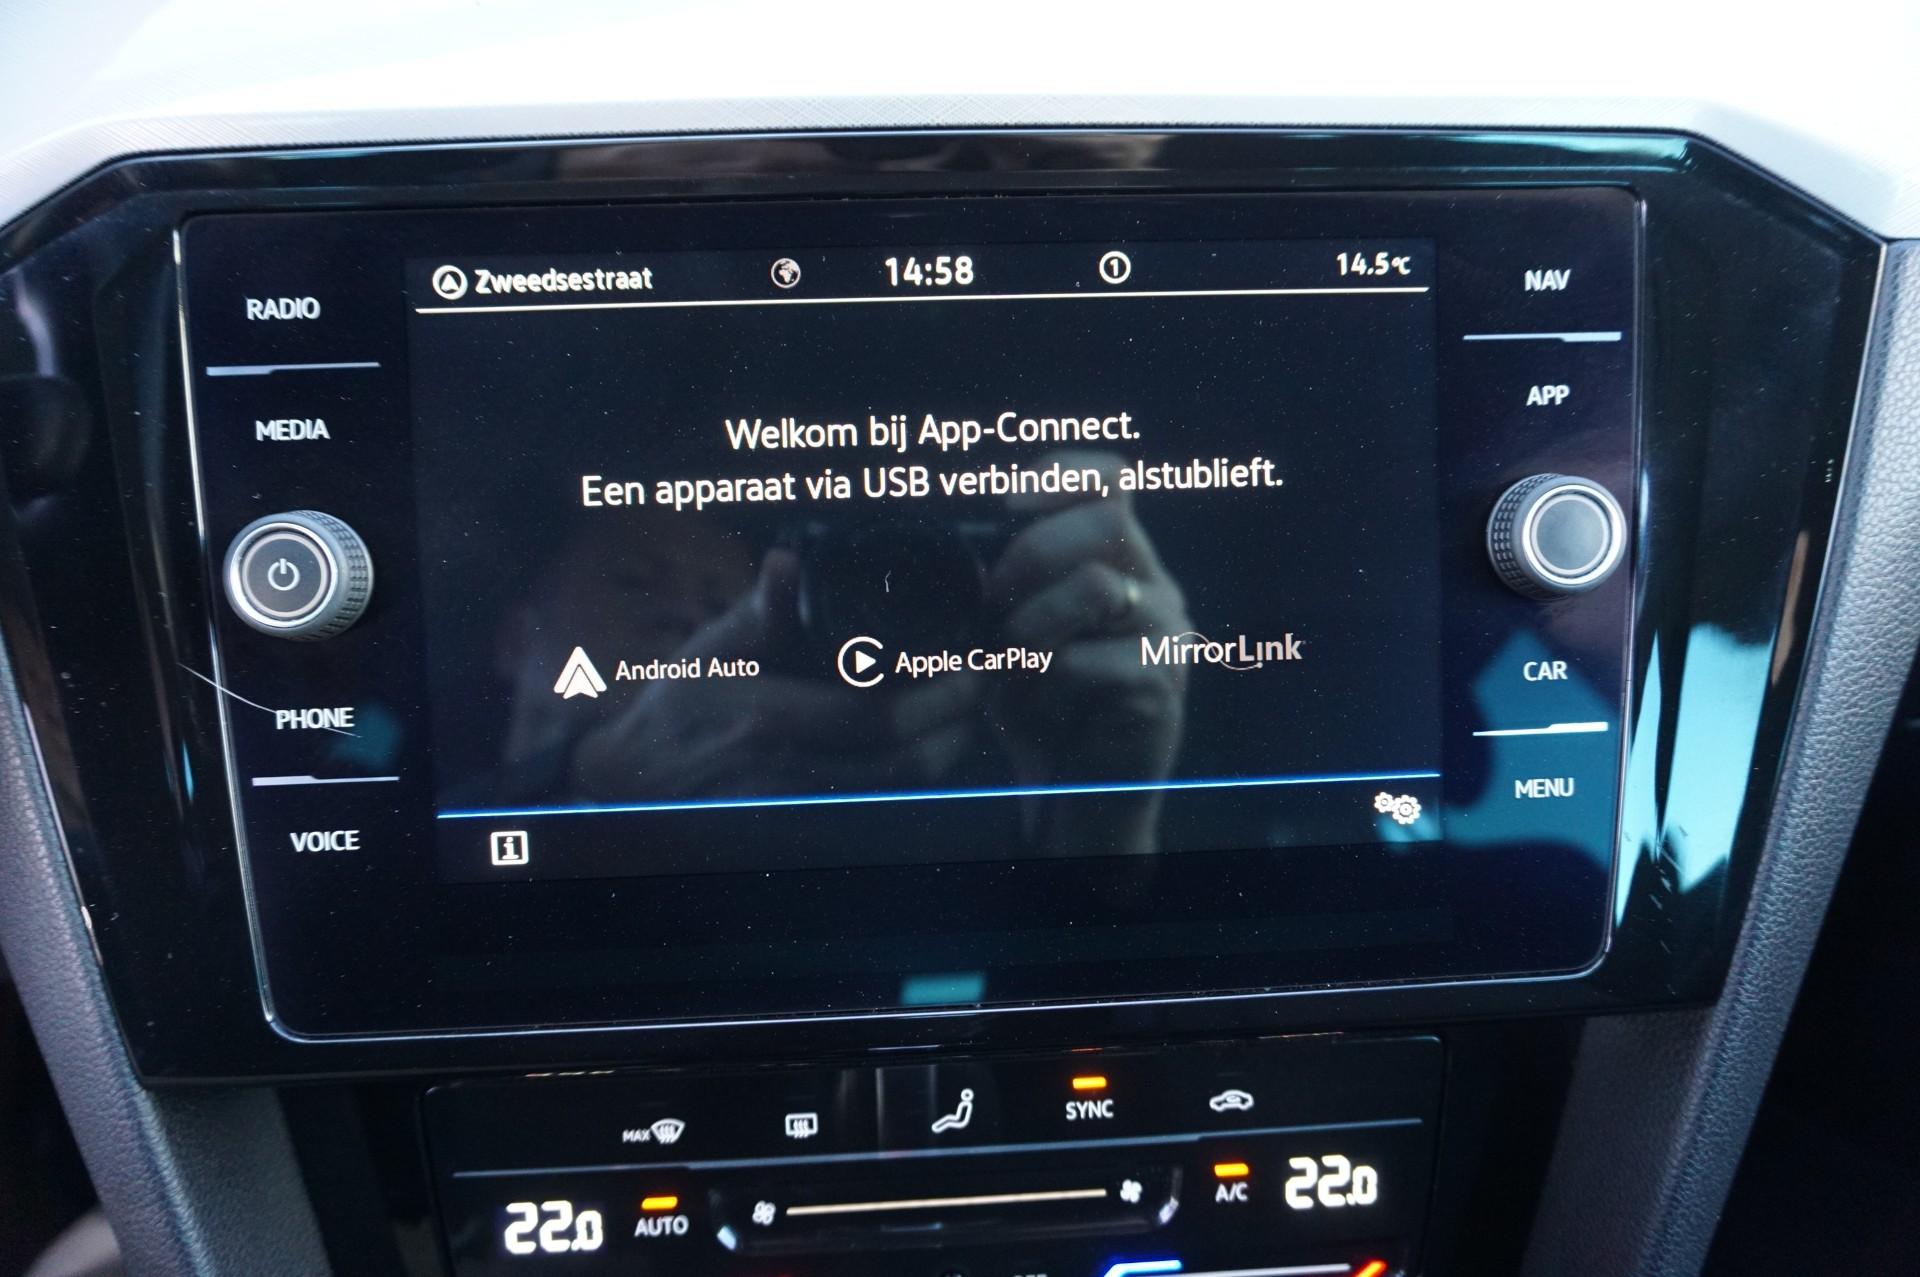 Zweedsestraat 14:58 1 14.5°C
RADIO
MEDIA
PHONE
VOICE
Welkom bij App-Connect.
Een apparaat via USB verbinden, alstublieft.
Android Auto Apple CarPlay MirrorLink
i
NAV
APP
CAR
MENU
MAX SYNC
22.0 AUTO A/C 22.0